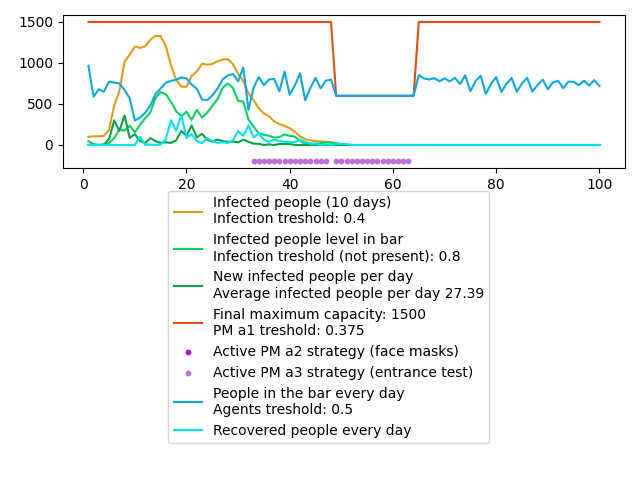 1500
1000
500
0
0 20 40 60 80 100
Infected people (10 days)
Infection treshold: 0.4
Infected people level in bar
Infection treshold (not present): 0.8
New infected people per day
Average infected people per day 27.39
Final maximum capacity: 1500
PM a1 treshold: 0.375
Active PM a2 strategy (face masks)
Active PM a3 strategy (entrance test)
People in the bar every day
Agents treshold: 0.5
Recovered people every day